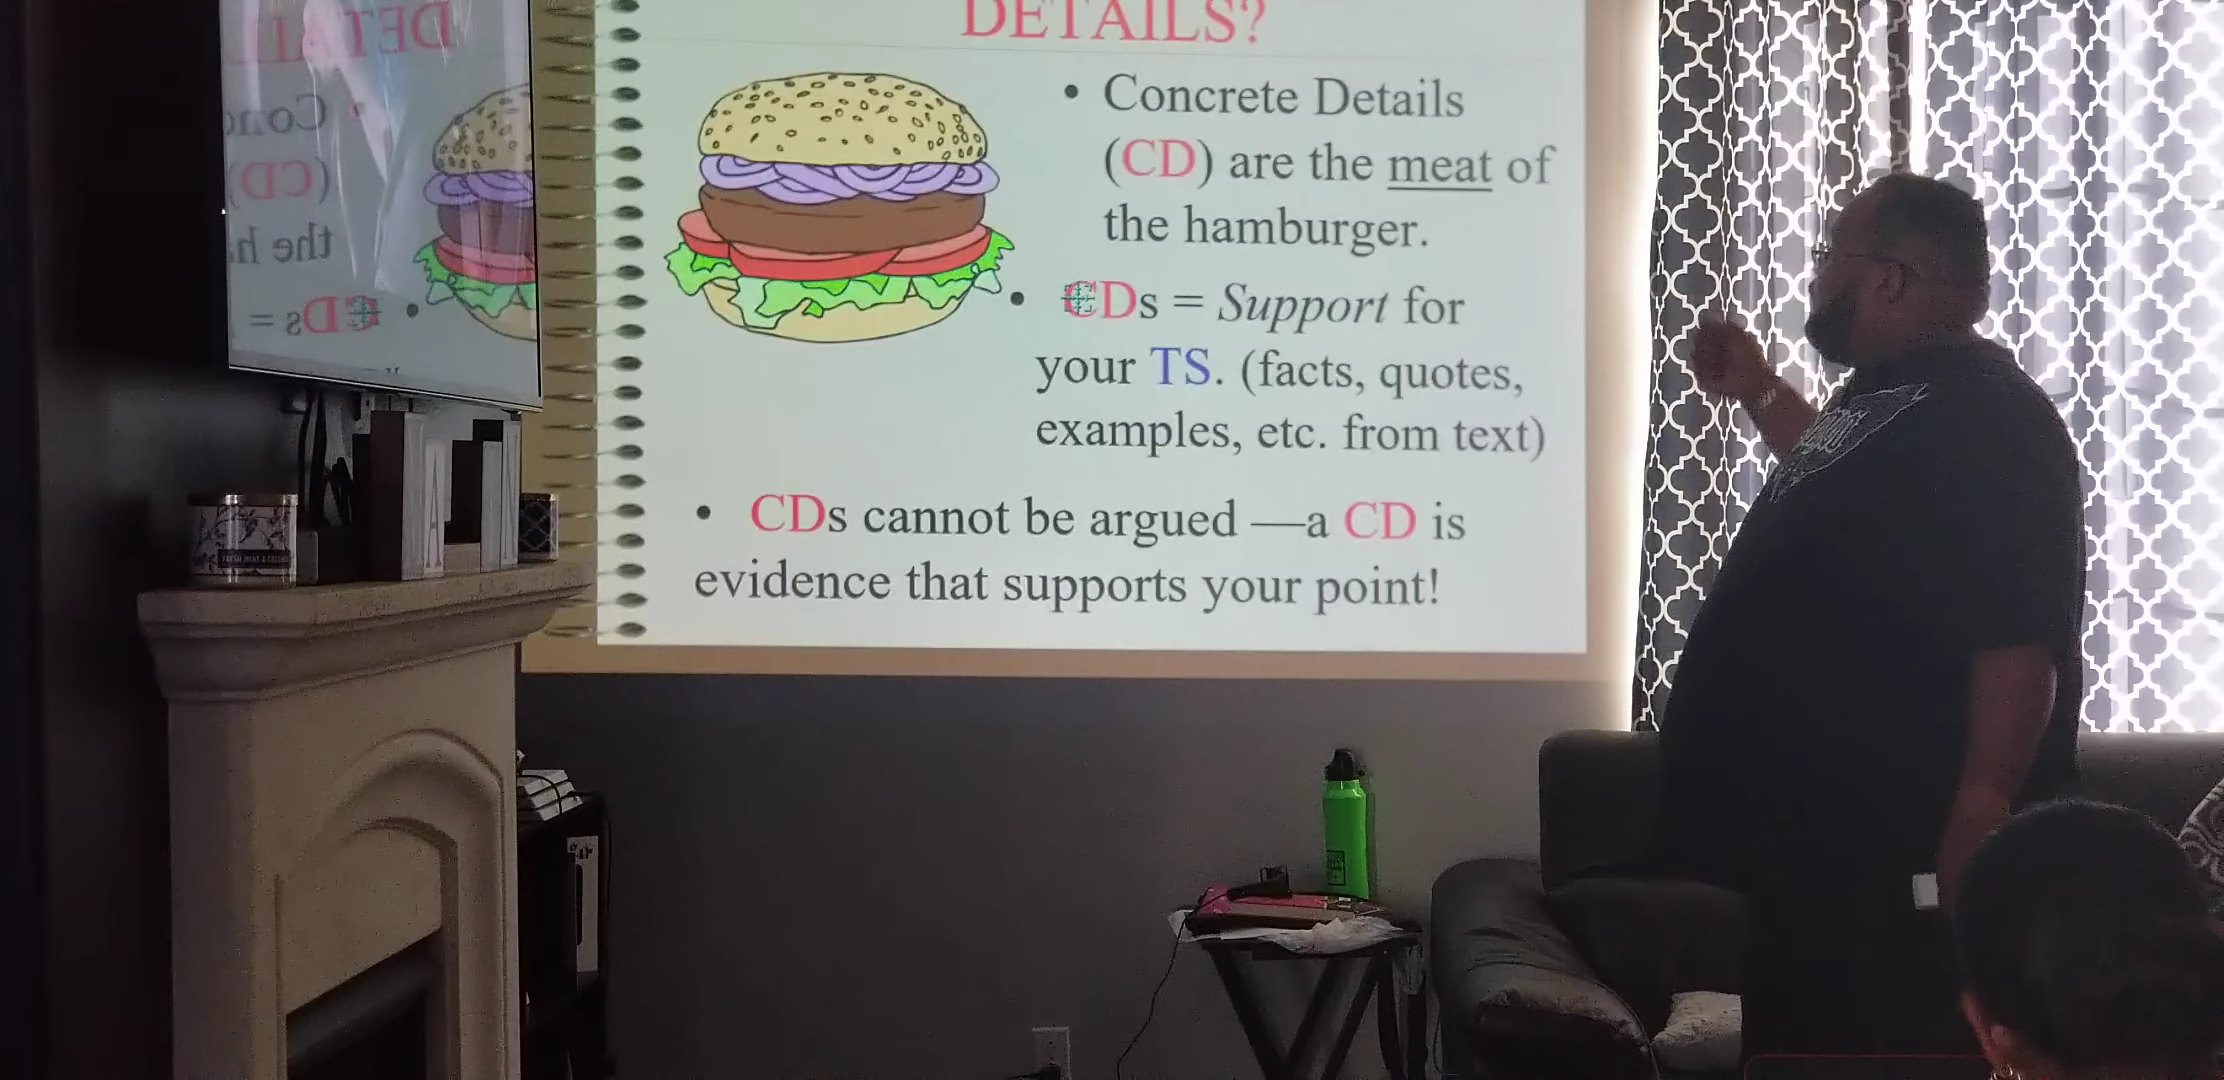 DETAILS?
• Concrete Details
(CD) are the meat of
the hamburger.
• CDs = Support for
your TS. (facts, quotes,
examples, etc. from text)
• CDs cannot be argued —a CD is
evidence that supports your point!